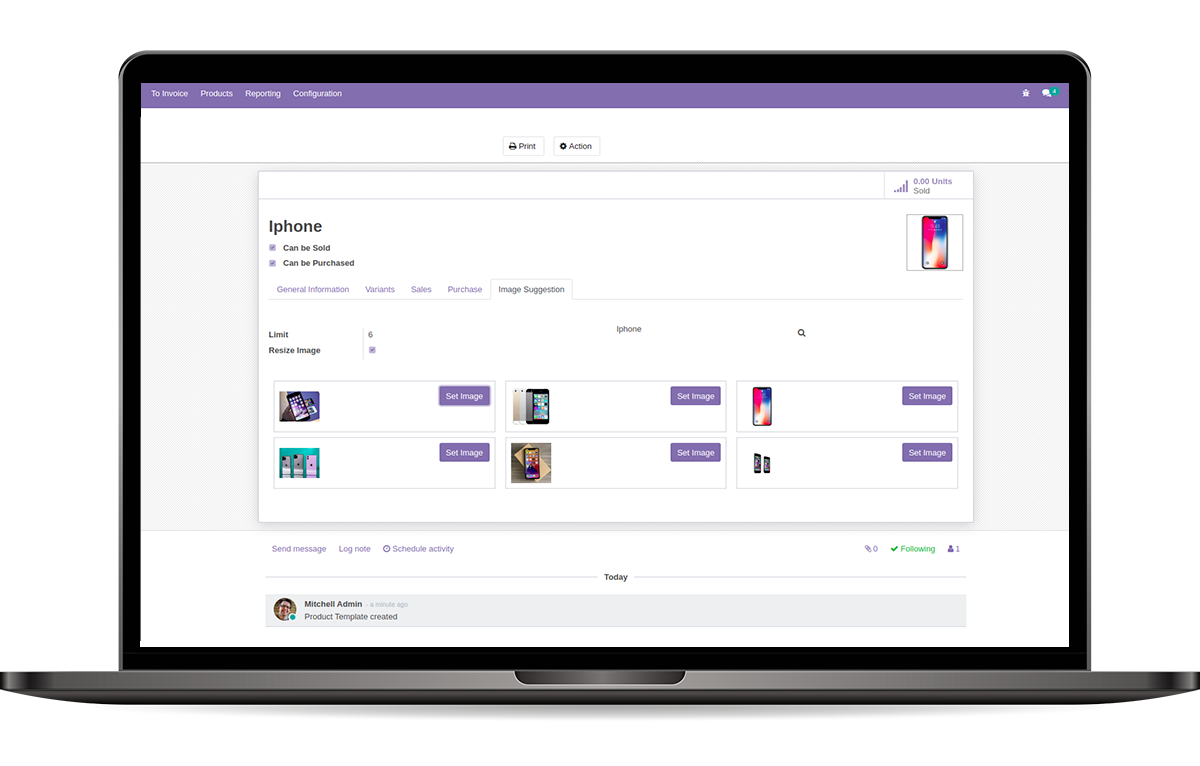 To Invoice Products Reporting Configuration 4
Print Action
0.00 Units
Sold
Iphone
Can be Sold
Can be Purchased
General Information Variants Sales Purchase Image Suggestion
Limit 6 Iphone
Resize Image
Set Image Set Image Set Image
Set Image Set Image Set Image
Send message Log note Schedule activity 0 Following 1
Today
Mitchell Admin - a minute ago
Product Template created